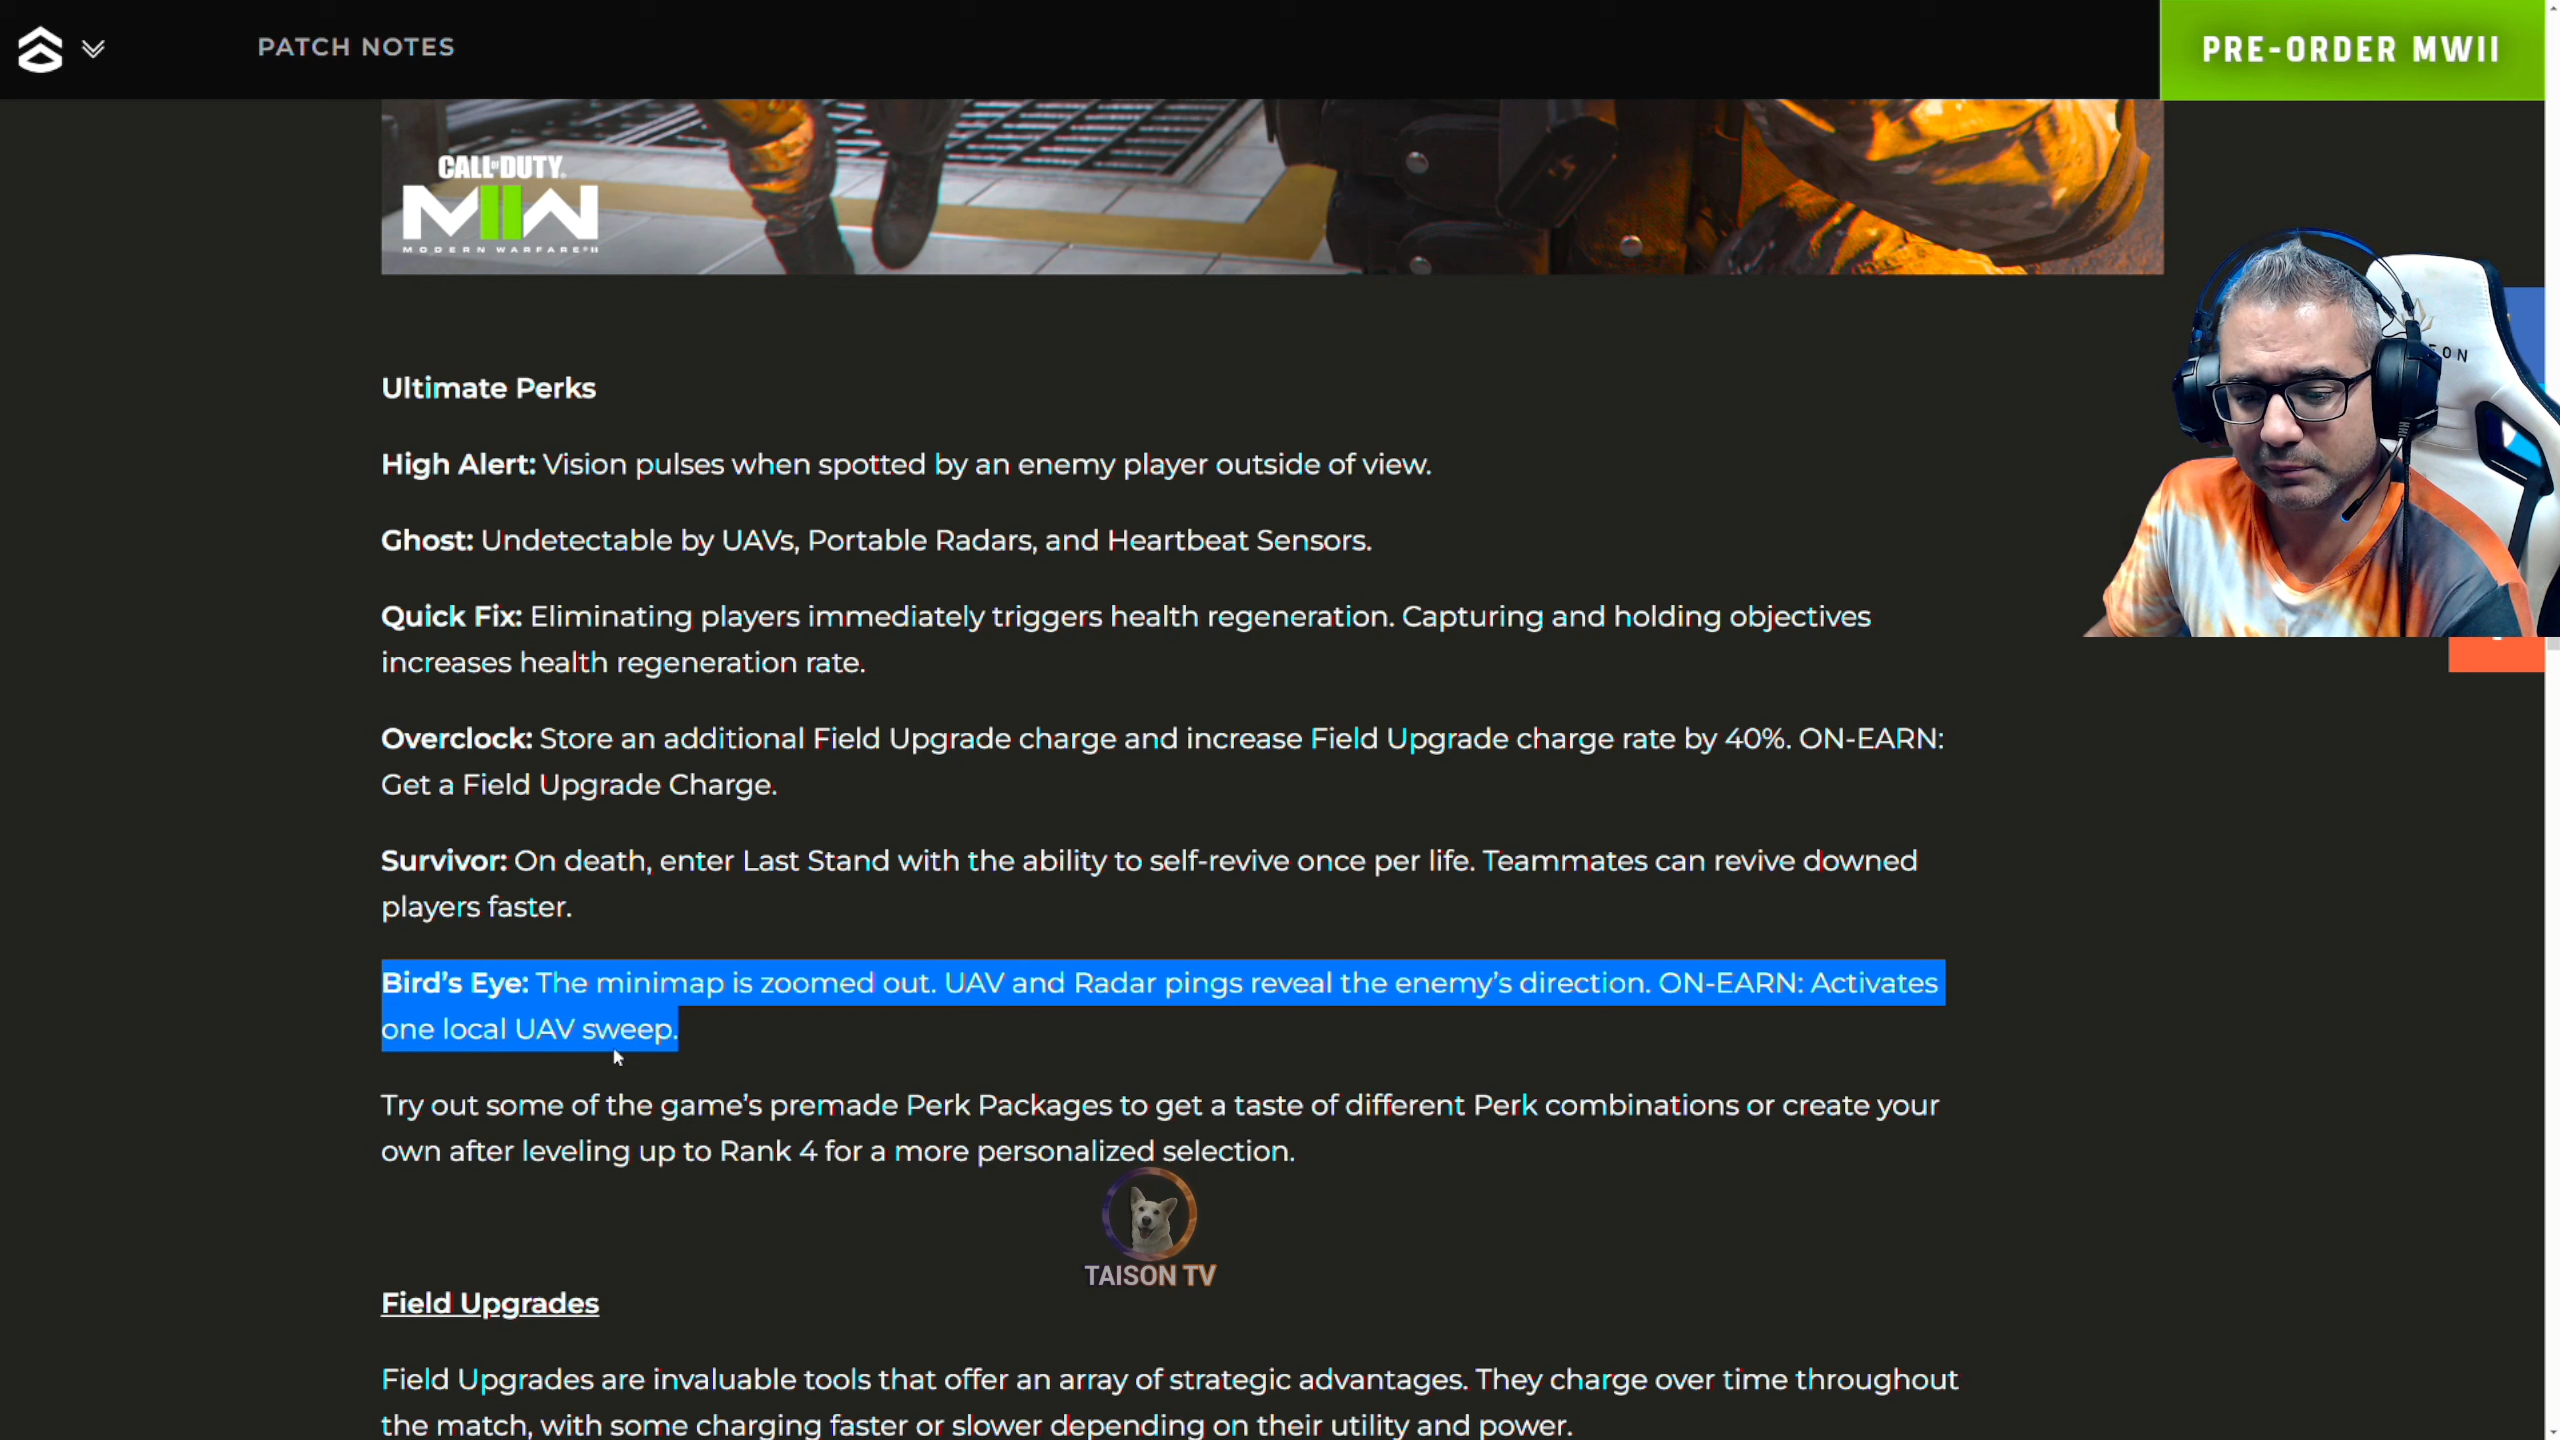 PATCH NOTES
PRE-ORDER MWII
CALL OF DUTY
MIIW
MODERN WARFARE II
Ultimate Perks
High Alert: Vision pulses when spotted by an enemy player outside of view.
Ghost: Undetectable by UAVs, Portable Radars, and Heartbeat Sensors.
Quick Fix: Eliminating players immediately triggers health regeneration. Capturing and holding objectives
increases health regeneration rate.
Overclock: Store an additional Field Upgrade charge and increase Field Upgrade charge rate by 40%. ON-EARN:
Get a Field Upgrade Charge.
Survivor: On death, enter Last Stand with the ability to self-revive once per life. Teammates can revive downed
players faster.
Bird’s Eye: The minimap is zoomed out. UAV and Radar pings reveal the enemy’s direction. ON-EARN: Activates
one local UAV sweep.
Try out some of the game’s premade Perk Packages to get a taste of different Perk combinations or create your
own after leveling up to Rank 4 for a more personalized selection.
TAISON TV
Field Upgrades
Field Upgrades are invaluable tools that offer an array of strategic advantages. They charge over time throughout
the match, with some charging faster or slower depending on their utility and power.